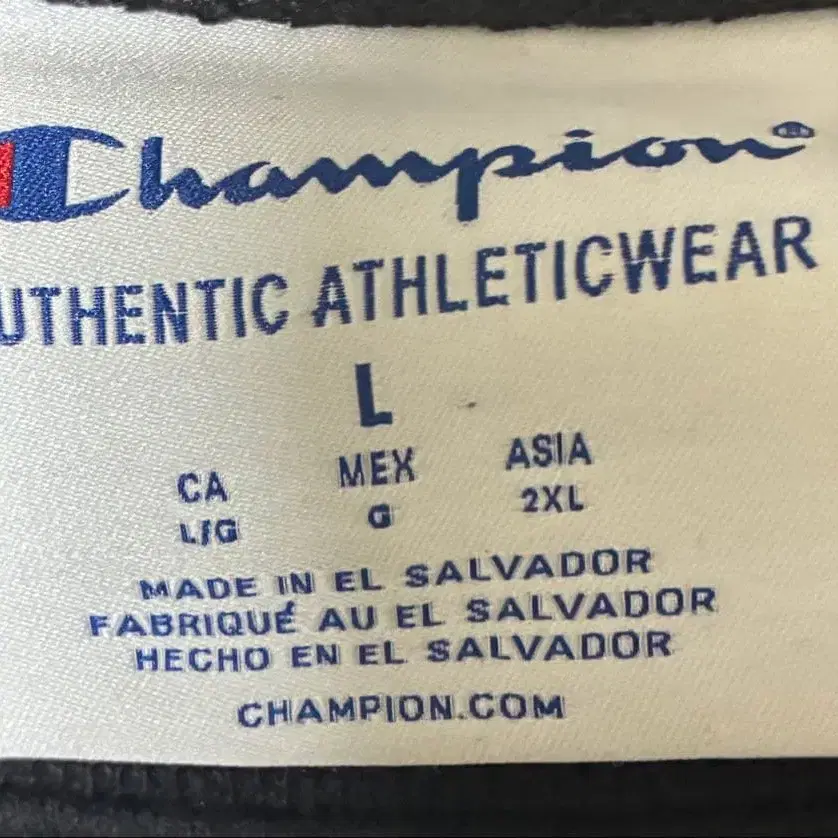 Champion®
UTHENTIC ATHLETICWEAR
L
CA MEX ASIA
L/G G 2XL
MADE IN EL SALVADOR
FABRIQUÉ AU EL SALVADOR
HECHO EN EL SALVADOR
CHAMPION.COM